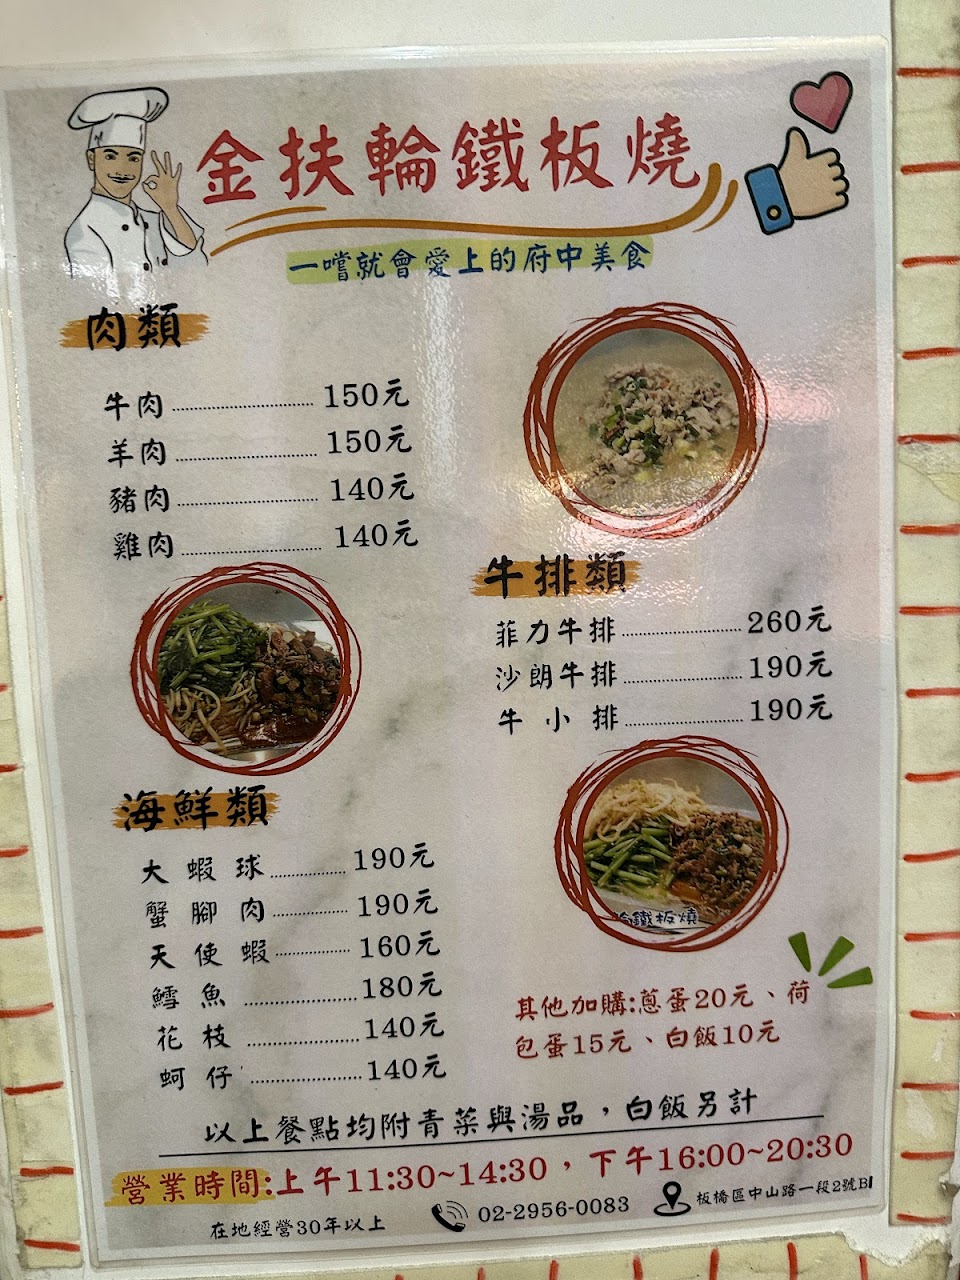 金扶輪鐵板燒
一嚐就會愛上的府中美食
肉類
牛肉 150元
羊肉 150元
豬肉 140元
雞肉 140元
牛排類
菲力牛排 260元
沙朗牛排 190元
牛小排 190元
海鮮類
大蝦球 190元
蟹腳肉 190元
天使蝦 160元
鱈魚 180元
花枝 140元
蚵仔 140元
輪鐵板燒
其他加購:蔥蛋20元、荷
包蛋15元、白飯10元
以上餐點均附青菜與湯品，白飯另計
營業時間:上午11:30~14:30，下午16:00~20:30
在地經營30年以上 02-2956-0083 板橋區中山路一段2號B1